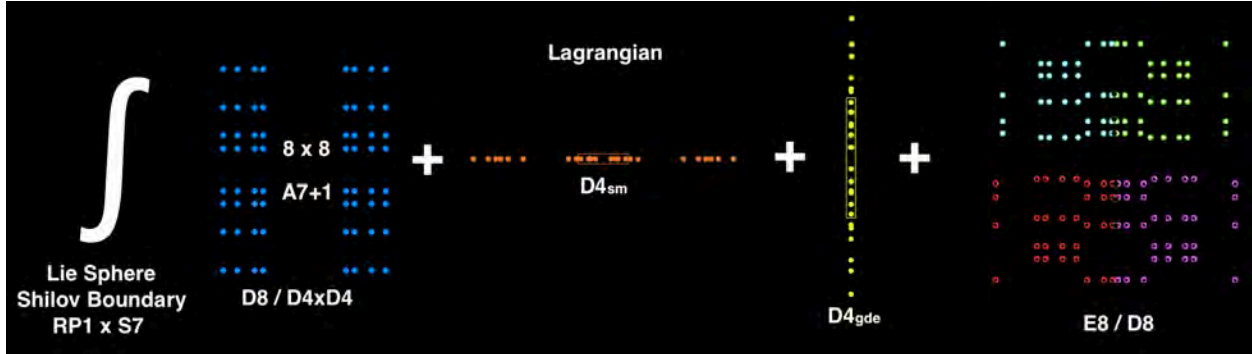 Lagrangian
∫
8 x 8
A7+1
+
D4sm
+
+
Lie Sphere
Shilov Boundary
RP1 x S7
D8 / D4xD4
D4gde
E8 / D8